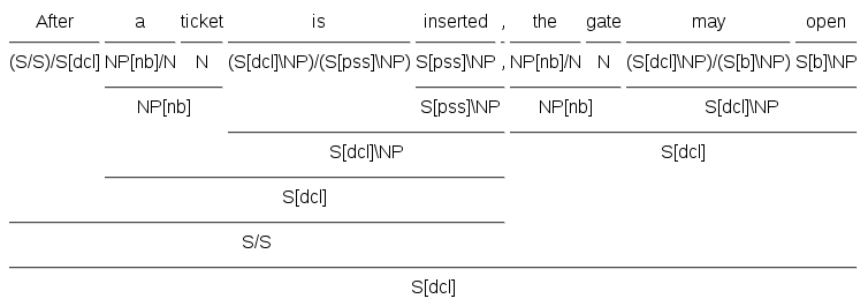 After a ticket is inserted , the gate may open
(S/S)/S[dcl] NP[nb]/N N (S[dcl]\NP)/(S[pss]\NP) S[pss]\NP , NP[nb]/N N (S[dcl]\NP)/(S[b]\NP) S[b]\NP
NP[nb] S[pss]\NP NP[nb] S[dcl]\NP
S[dcl]\NP S[dcl]
S[dcl]
S/S
S[dcl]